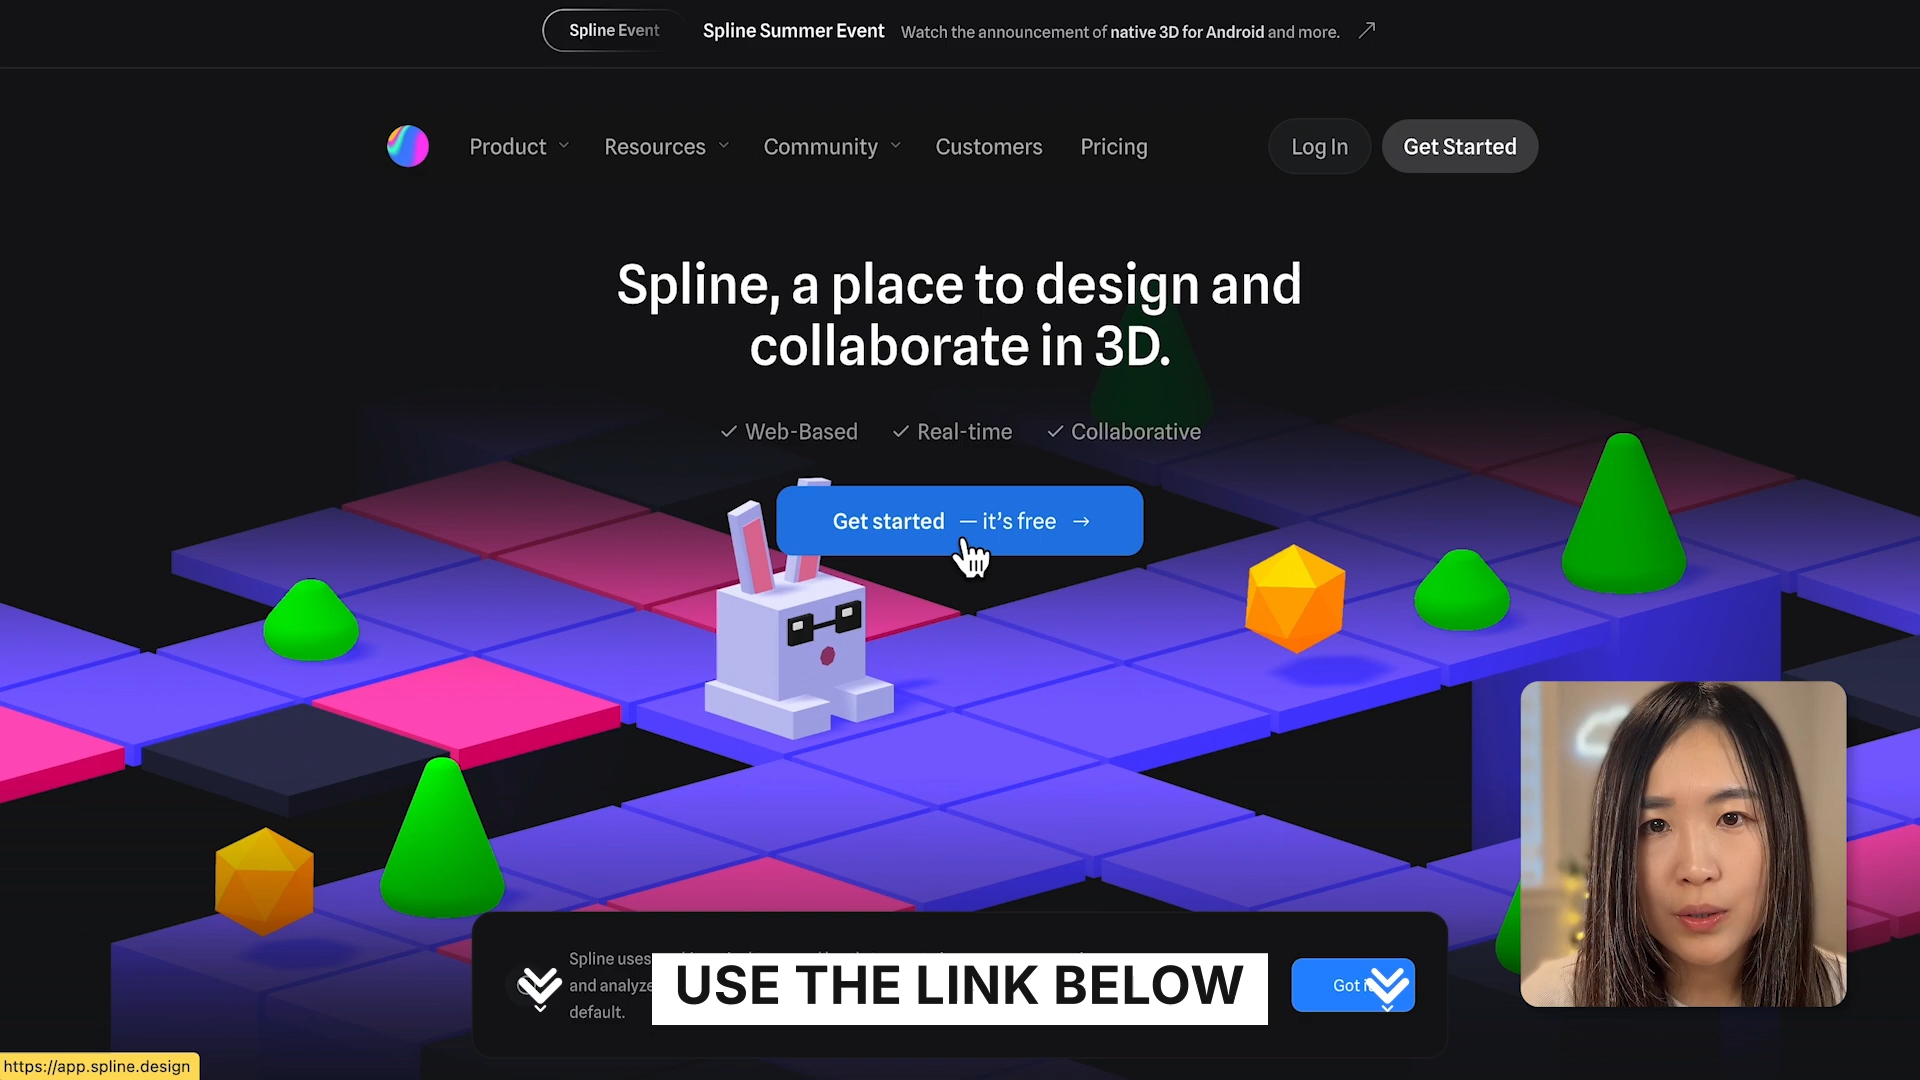 Spline Event
Spline Summer Event Watch the announcement of native 3D for Android and more.
Product Resources Community Customers Pricing Log In Get Started
Spline, a place to design and
collaborate in 3D.
Web-Based Real-time Collaborative
Get started — it's free →
Spline uses
and analyze
default.
USE THE LINK BELOW
Got
https://app.spline.design